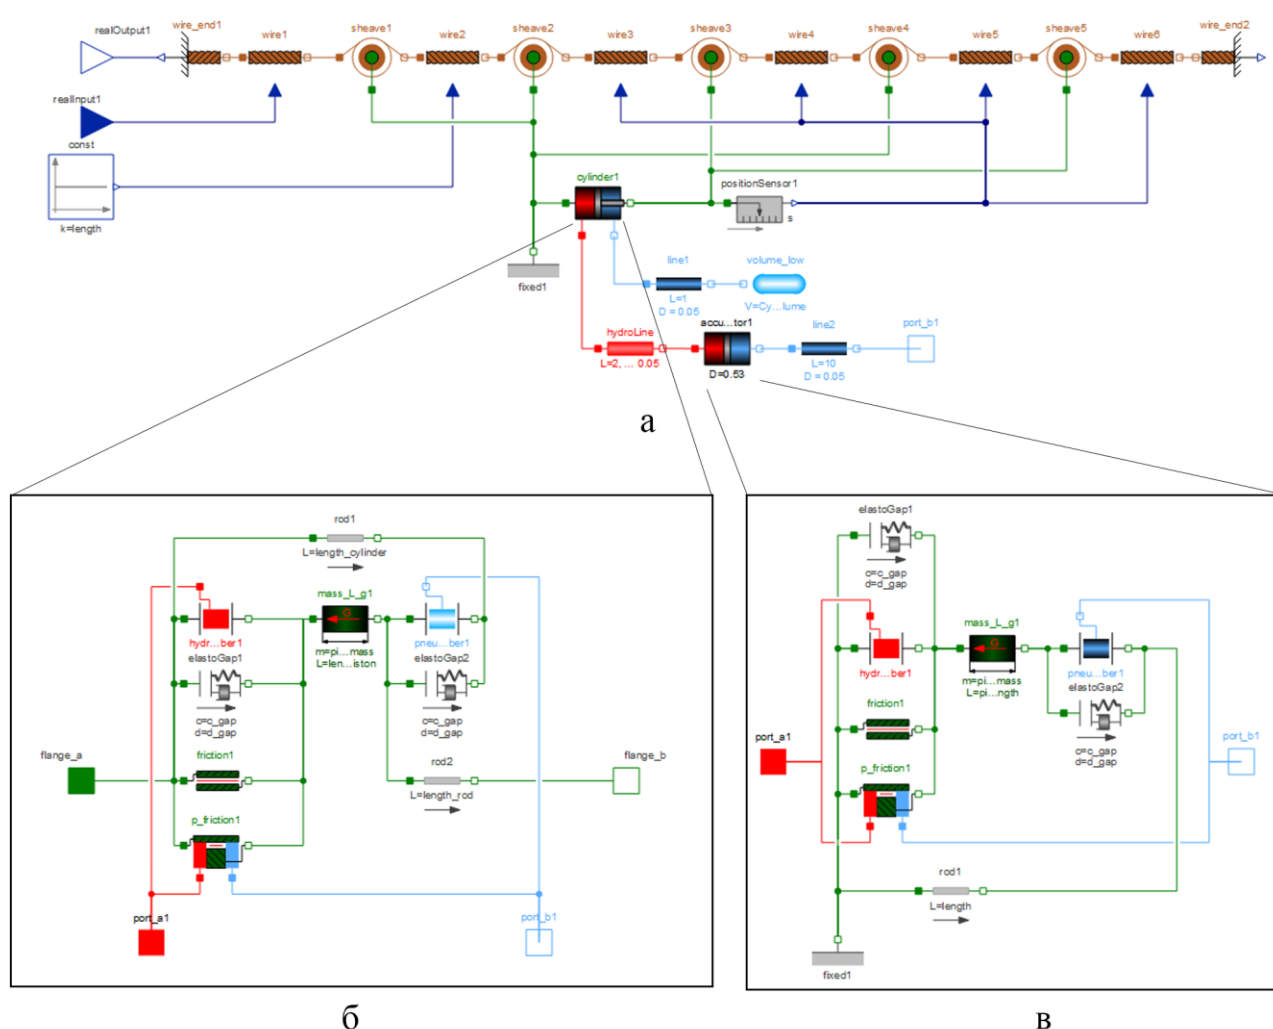 realOutput1
wire_end1
wire1
sheave1
wire2
sheave2
wire3
sheave3
wire4
sheave4
wire5
sheave5
wire6
wire_end2
realInput1
const
k=length
cylinder1
positionSensor1
s
fixed1
line1
L=1
D = 0.05
volume_low
V=Cy...lume
hydroLine
L=2, ... 0.05
accu...tor1
D=0.53
line2
L=10
D = 0.05
port_b1
а
rod1
L=length_cylinder
mass_L_g1
G
m=pi...mass
L=len...iston
hydr...ber1
pneu...ber1
elastoGap1
c=c_gap
d=d_gap
elastoGap2
c=c_gap
d=d_gap
flange_a
friction1
rod2
L=length_rod
flange_b
p_friction1
port_a1
port_b1
б
elastoGap1
c=c_gap
d=d_gap
mass_L_g1
G
m=pi...mass
L=pi...ngth
hydr...ber1
pneu...ber1
elastoGap2
c=c_gap
d=d_gap
friction1
port_a1
port_b1
p_friction1
rod1
L=length
fixed1
в